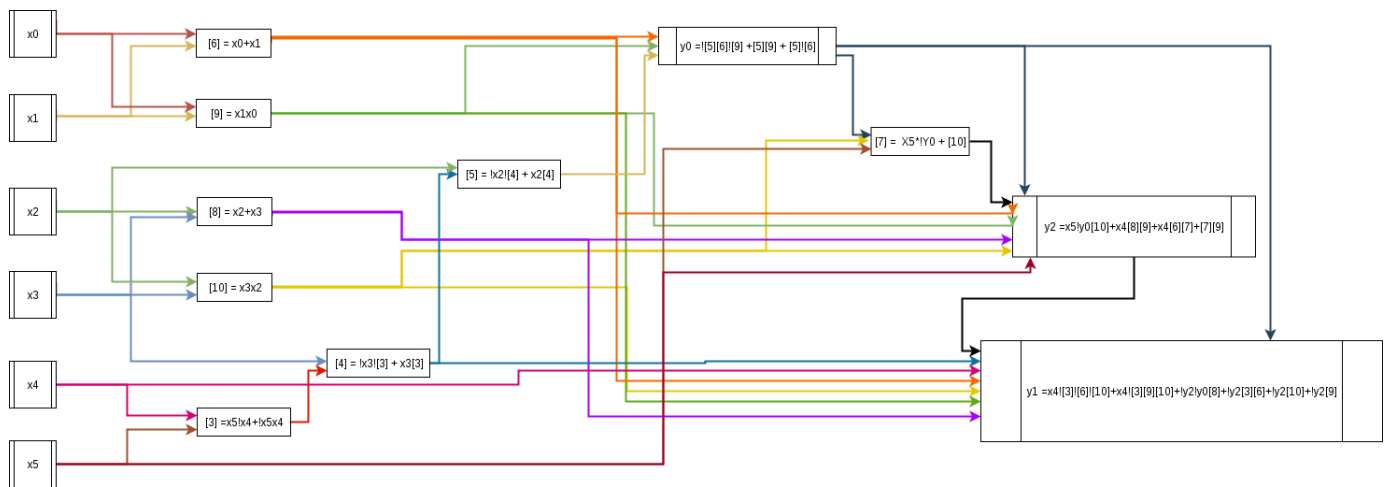 x0
[6] = x0+x1
y0 =![5][6]![9] +[5][9] + [5]![6]
x1
[9] = x1x0
[7] =  X5*!Y0 + [10]
[5] = !x2![4] + x2[4]
x2
[8] = x2+x3
y2 =x5!y0[10]+x4[8][9]+x4[6][7]+[7][9]
x3
[10] = x3x2
[4] = !x3![3] + x3[3]
x4
y1 =x4![3]![6]![10]+x4![3][9][10]+!y2!y0[8]+!y2[3][6]+!y2[10]+!y2[9]
[3] =x5!x4+!x5x4
x5